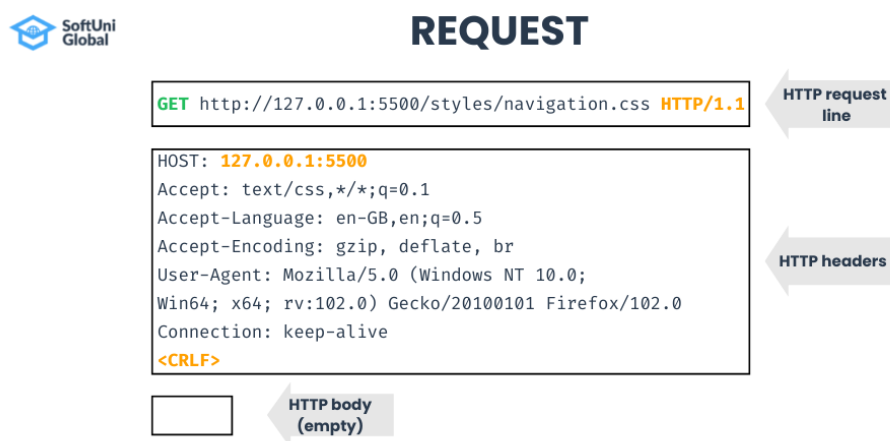 SoftUni
Global
REQUEST
GET http://127.0.0.1:5500/styles/navigation.css HTTP/1.1
HTTP request
line
HOST: 127.0.0.1:5500
Accept: text/css,*/*;q=0.1
Accept-Language: en-GB,en;q=0.5
Accept-Encoding: gzip, deflate, br
User-Agent: Mozilla/5.0 (Windows NT 10.0;
Win64; x64; rv:102.0) Gecko/20100101 Firefox/102.0
Connection: keep-alive
<CRLF>
HTTP headers
HTTP body
(empty)